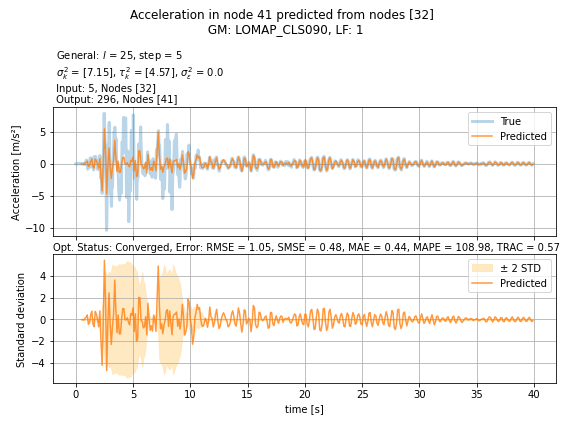 Acceleration in node 41 predicted from nodes [32]
GM: LOMAP_CLS090, LF: 1
General: l = 25, step = 5
σ²ₖ = [7.15], τ²ₖ = [4.57], σ²ε = 0.0
Input: 5, Nodes [32]
Output: 296, Nodes [41]
Acceleration [m/s²]
5
0
−5
−10
True
Predicted
Opt. Status: Converged, Error: RMSE = 1.05, SMSE = 0.48, MAE = 0.44, MAPE = 108.98, TRAC = 0.57
Standard deviation
4
2
0
−2
−4
± 2 STD
Predicted
0 5 10 15 20 25 30 35 40
time [s]